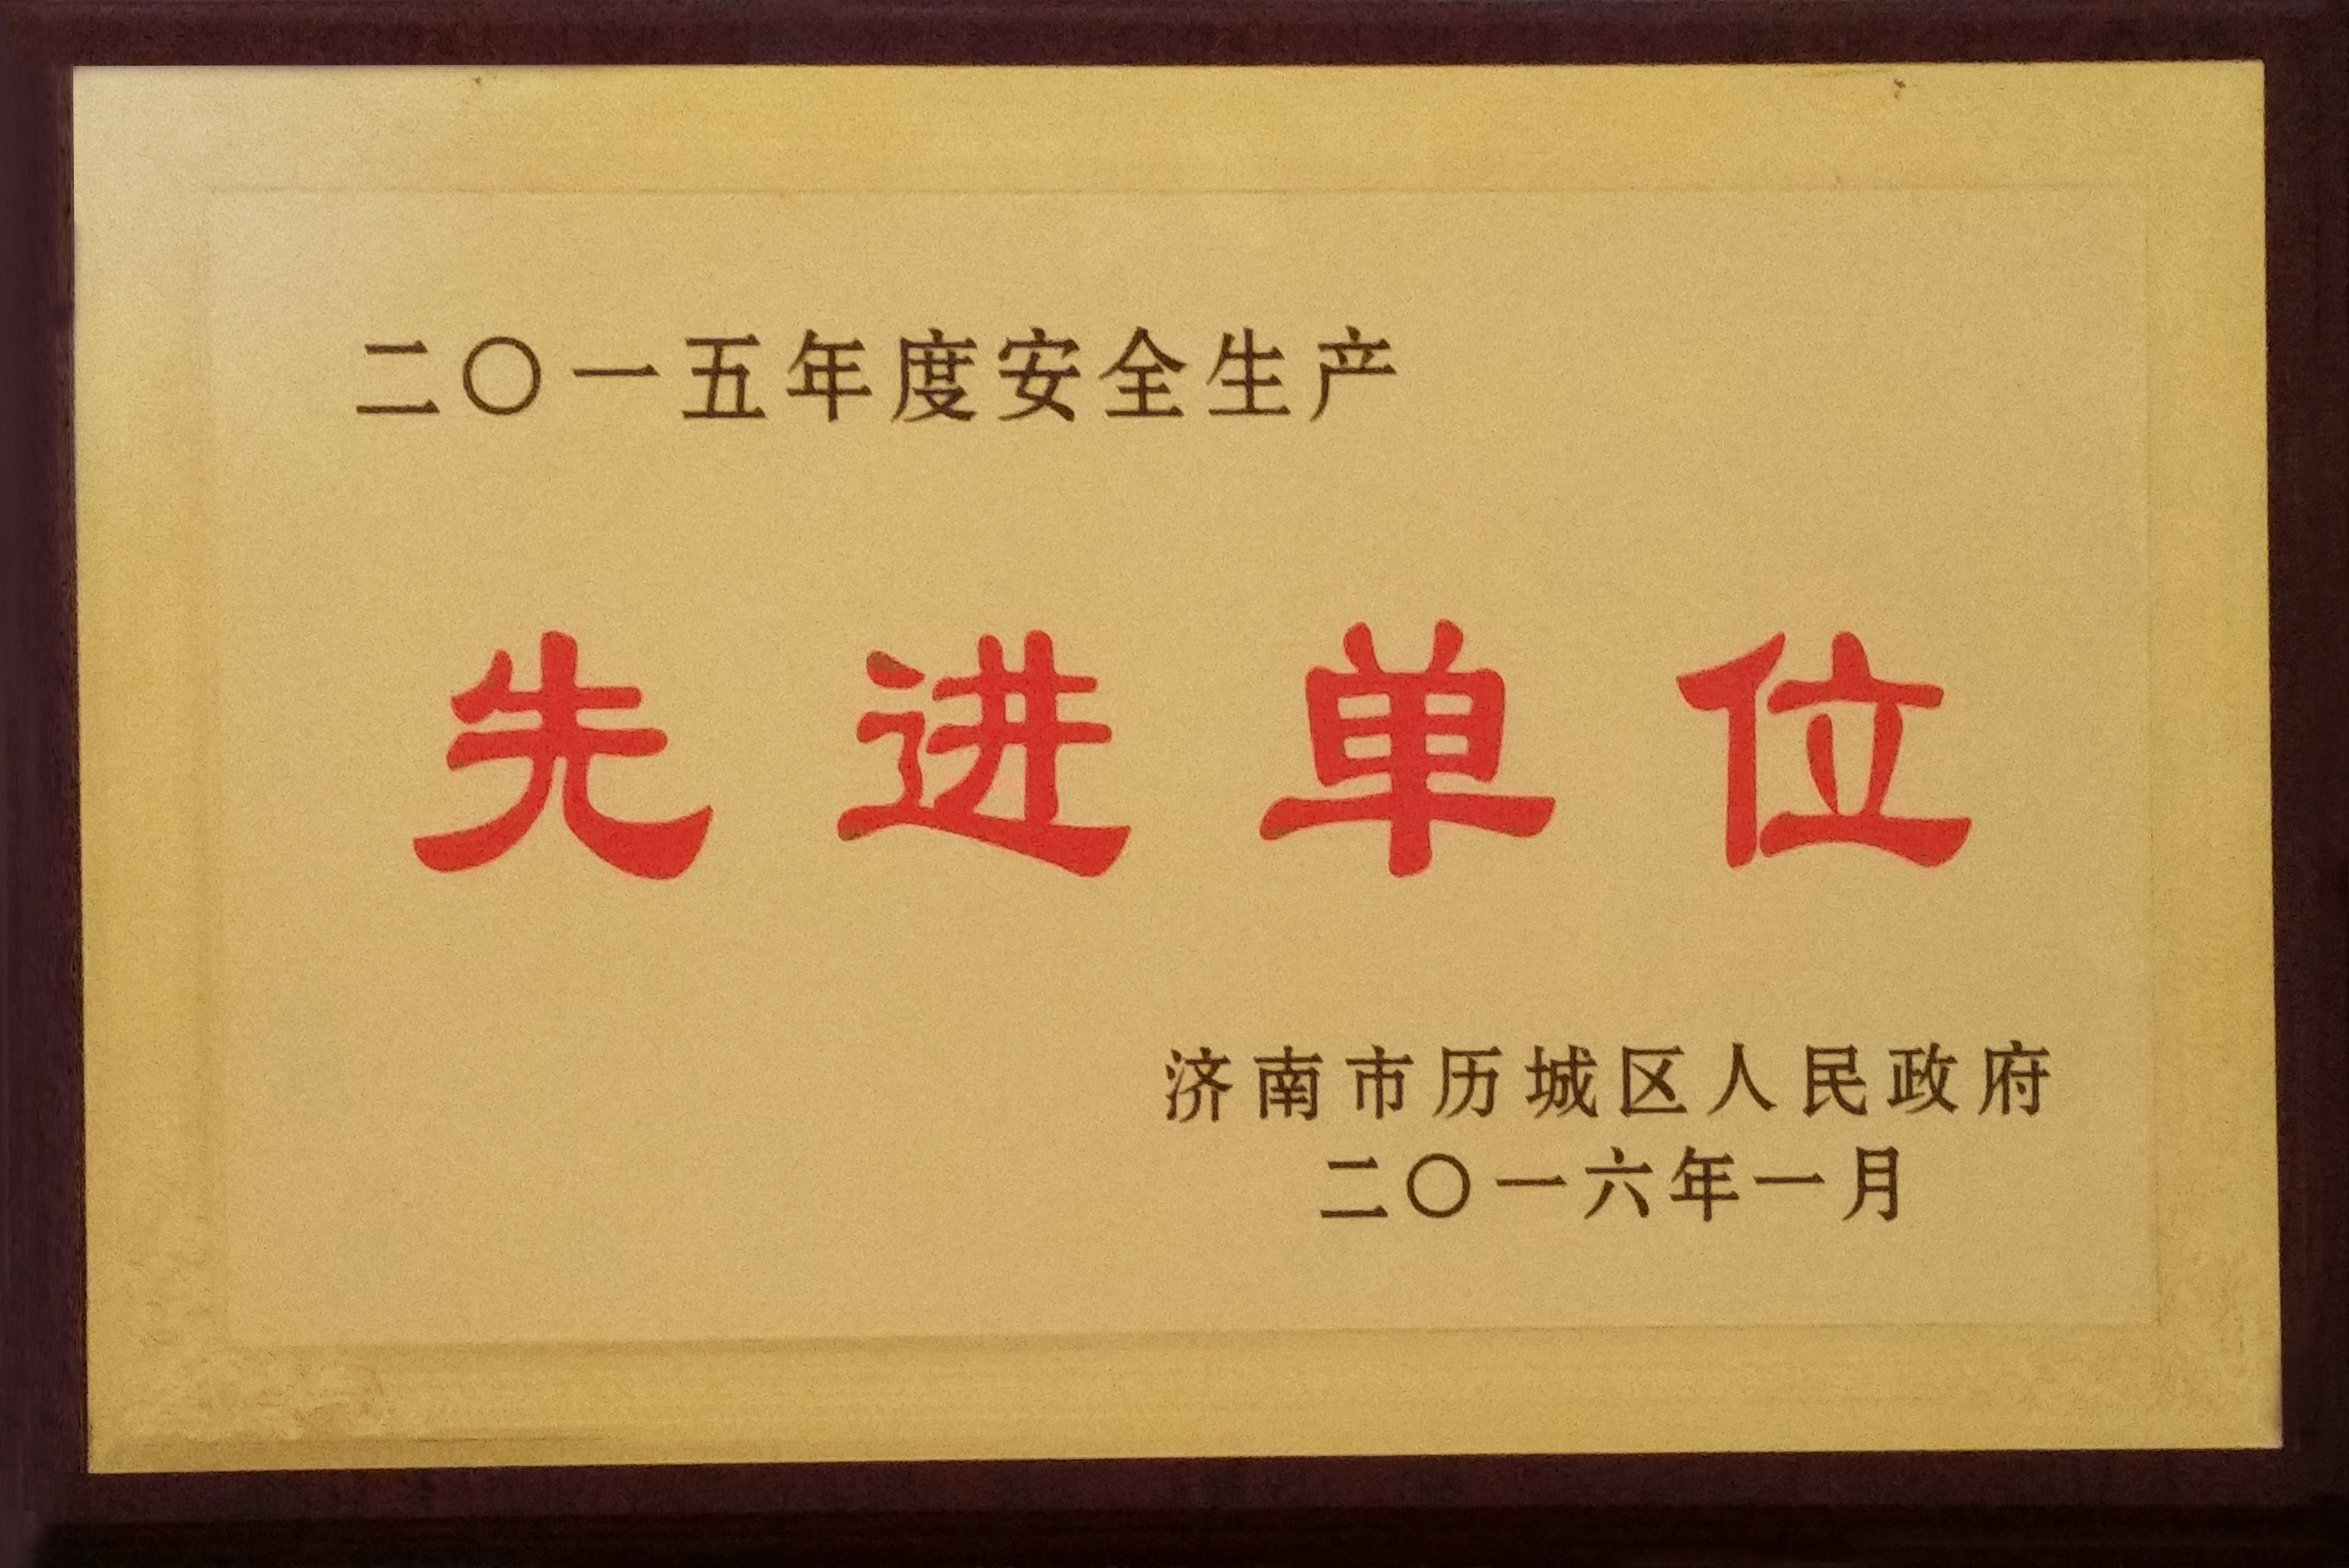 二〇一五年度安全生产
先进单位
济南市历城区人民政府
二〇一六年一月